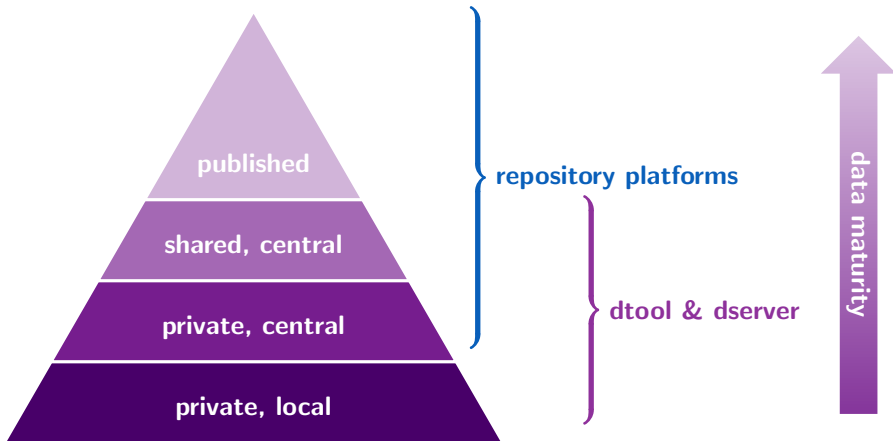 published
shared, central
private, central
private, local
repository platforms
dtool & dserver
data maturity